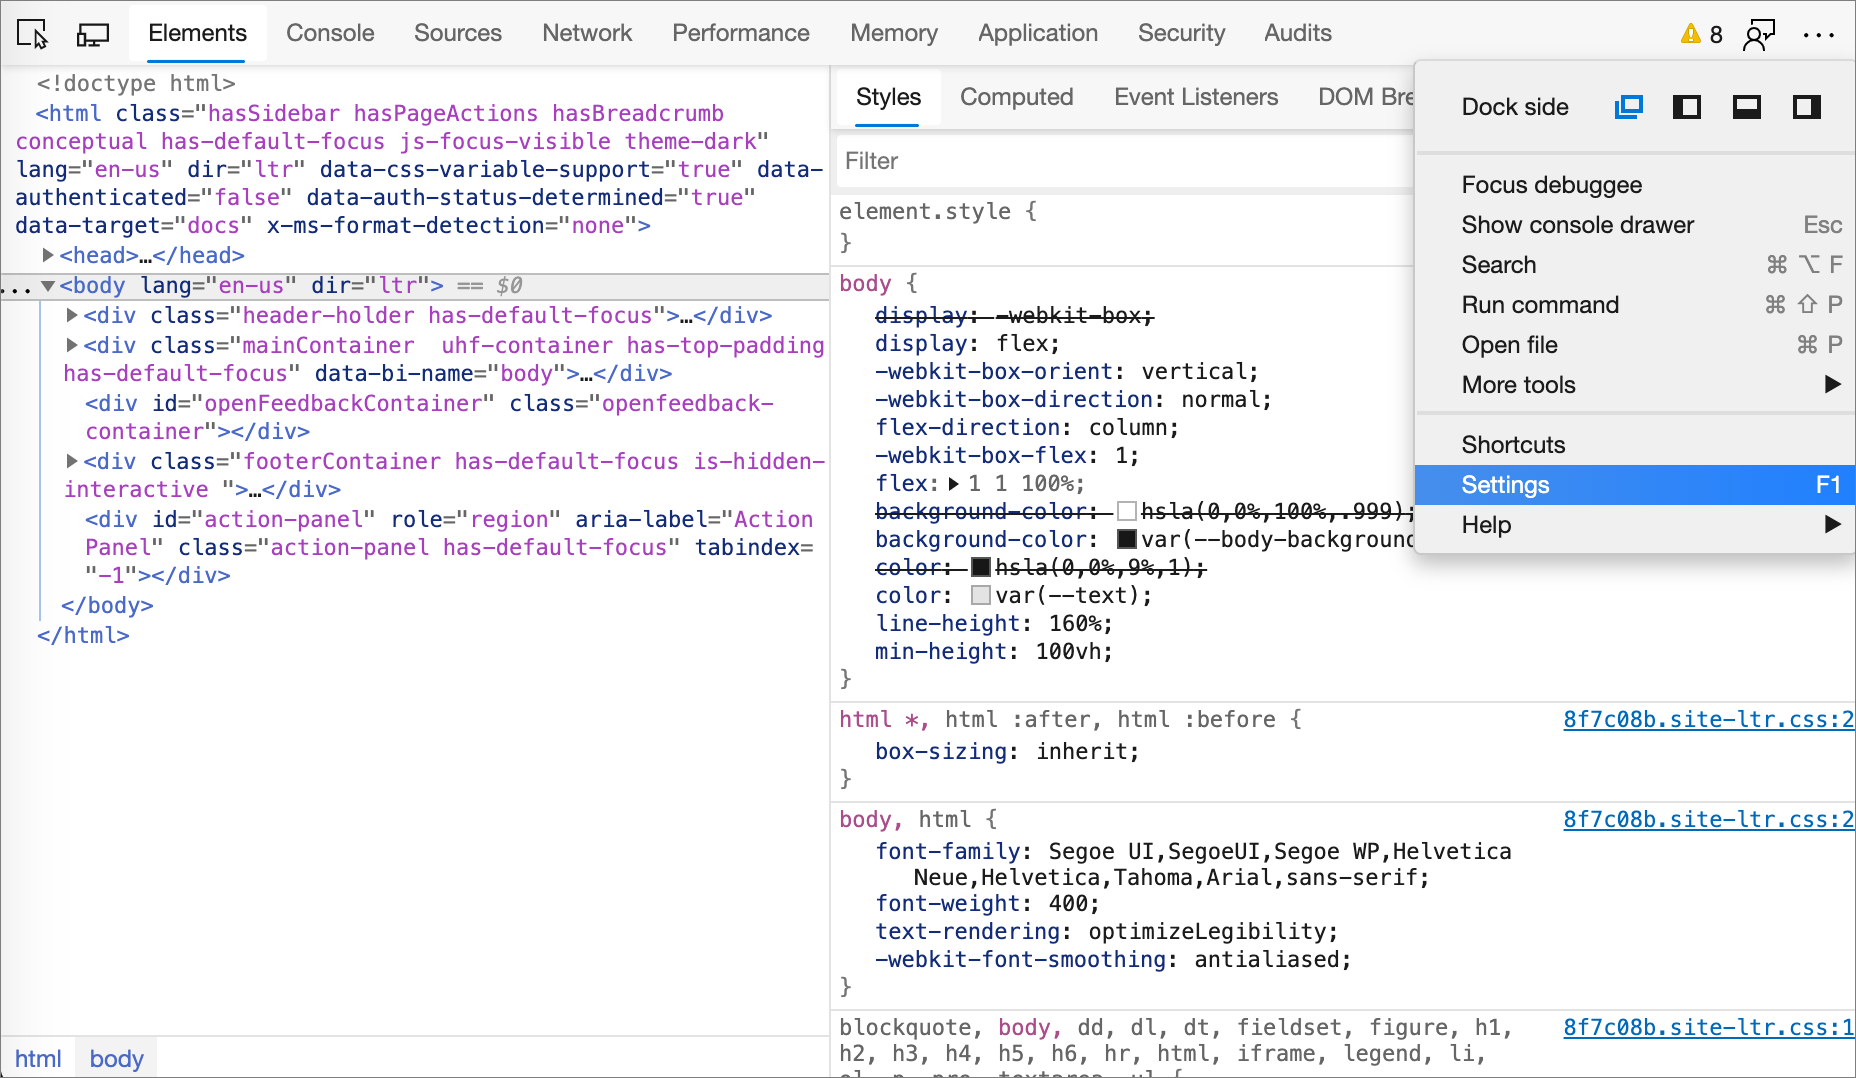 Elements Console Sources Network Performance Memory Application Security Audits 8 ...
<!doctype html>
<html class="hasSidebar hasPageActions hasBreadcrumb
conceptual has-default-focus js-focus-visible theme-dark"
lang="en-us" dir="ltr" data-css-variable-support="true" data-
authenticated="false" data-auth-status-determined="true"
data-target="docs" x-ms-format-detection="none">
▶<head>…</head>
...▼<body lang="en-us" dir="ltr"> == $0
▶<div class="header-holder has-default-focus">…</div>
▶<div class="mainContainer  uhf-container has-top-padding
has-default-focus" data-bi-name="body">…</div>
<div id="openFeedbackContainer" class="openfeedback-
container"></div>
▶<div class="footerContainer has-default-focus is-hidden-
interactive ">…</div>
<div id="action-panel" role="region" aria-label="Action
Panel" class="action-panel has-default-focus" tabindex=
"-1"></div>
</body>
</html>
html body
Styles Computed Event Listeners DOM Bre
Filter
element.style {
}
body {
display: -webkit-box;
display: flex;
-webkit-box-orient: vertical;
-webkit-box-direction: normal;
flex-direction: column;
-webkit-box-flex: 1;
flex:▶1 1 100%;
background-color: hsla(0,0%,100%,.999);
background-color: var(--body-background
color: hsla(0,0%,9%,1);
color: var(--text);
line-height: 160%;
min-height: 100vh;
}
html *, html :after, html :before { 8f7c08b.site-ltr.css:2
box-sizing: inherit;
}
body, html { 8f7c08b.site-ltr.css:2
font-family: Segoe UI,SegoeUI,Segoe WP,Helvetica
Neue,Helvetica,Tahoma,Arial,sans-serif;
font-weight: 400;
text-rendering: optimizeLegibility;
-webkit-font-smoothing: antialiased;
}
blockquote, body, dd, dl, dt, fieldset, figure, h1, 8f7c08b.site-ltr.css:1
h2, h3, h4, h5, h6, hr, html, iframe, legend, li,
Dock side
Focus debuggee
Show console drawer Esc
Search ⌘ ⌥ F
Run command ⌘ ⇧ P
Open file ⌘ P
More tools ▶
Shortcuts
Settings F1
Help ▶